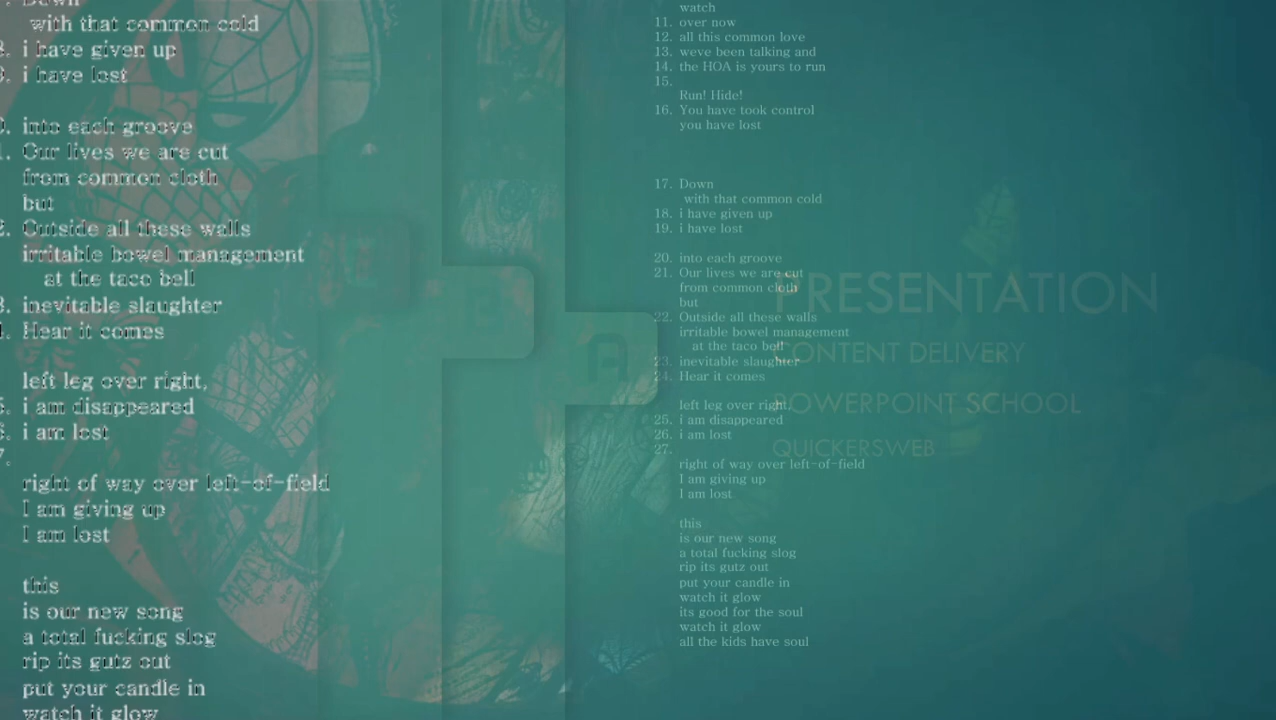 Down
with that common cold
i have given up
i have lost
into each groove
Our lives we are cut
from common cloth
but
Outside all these walls
irritable bowel management
at the taco bell
inevitable slaughter
Hear it comes
left leg over right,
i am disappeared
i am lost
right of way over left-of-field
I am giving up
I am lost
this
is our new song
a total fucking slog
rip its gutz out
put your candle in
watch it glow
watch
11. over now
12. all this common love
13. weve been talking and
14. the HOA is yours to run
15.
Run! Hide!
16. You have took control
you have lost
17. Down
with that common cold
18. i have given up
19. i have lost
20. into each groove
21. Our lives we are cut
from common cloth
but
22. Outside all these walls
irritable bowel management
at the taco bell
23. inevitable slaughter
24. Hear it comes
left leg over right,
25. i am disappeared
26. i am lost
27.
right of way over left-of-field
I am giving up
I am lost
this
is our new song
a total fucking slog
rip its gutz out
put your candle in
watch it glow
its good for the soul
watch it glow
all the kids have soul
A
PRESENTATION
CONTENT DELIVERY
POWERPOINT SCHOOL
QUICKERSWEB